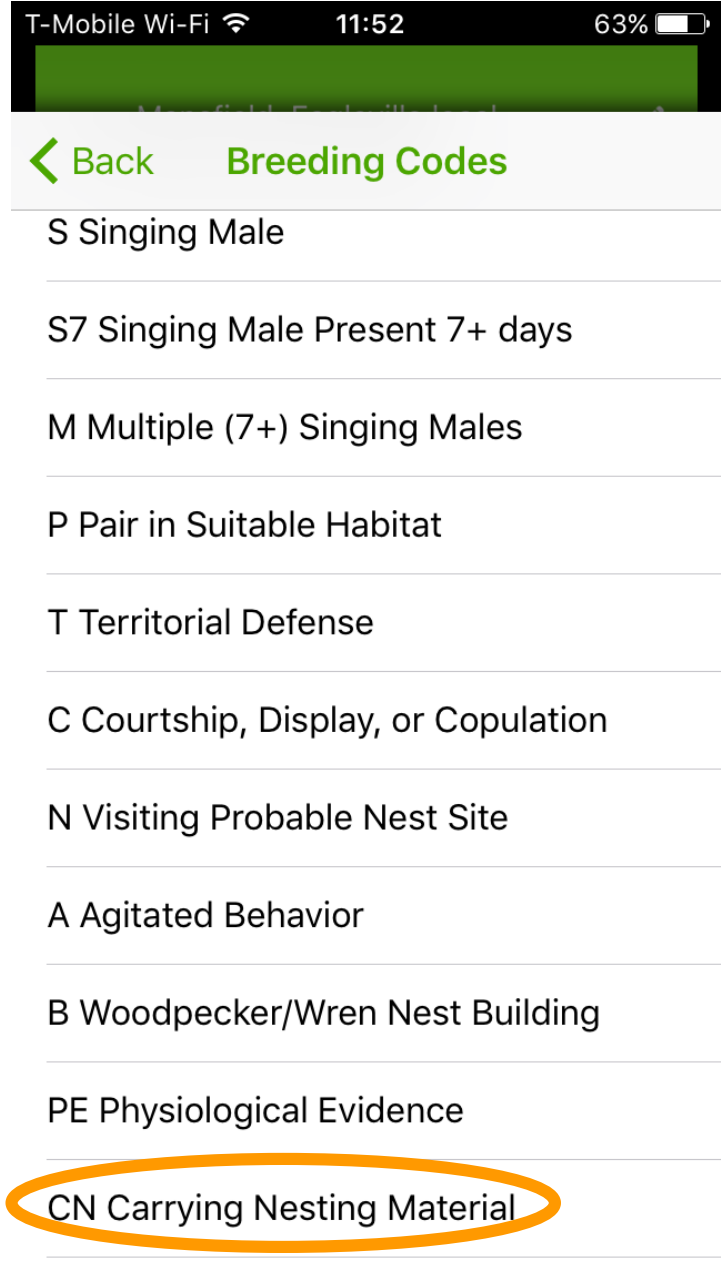 T-Mobile Wi-Fi 11:52 63%
Back Breeding Codes
S Singing Male
S7 Singing Male Present 7+ days
M Multiple (7+) Singing Males
P Pair in Suitable Habitat
T Territorial Defense
C Courtship, Display, or Copulation
N Visiting Probable Nest Site
A Agitated Behavior
B Woodpecker/Wren Nest Building
PE Physiological Evidence
CN Carrying Nesting Material